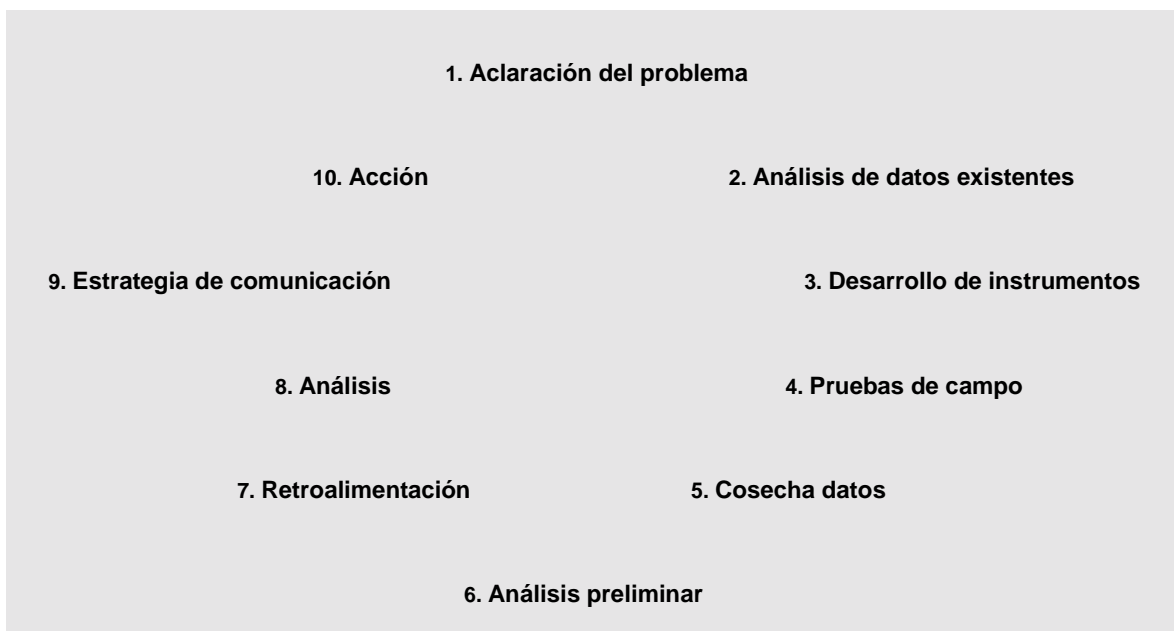 1. Aclaración del problema
10. Acción
2. Análisis de datos existentes
9. Estrategia de comunicación
3. Desarrollo de instrumentos
8. Análisis
4. Pruebas de campo
7. Retroalimentación
5. Cosecha datos
6. Análisis preliminar